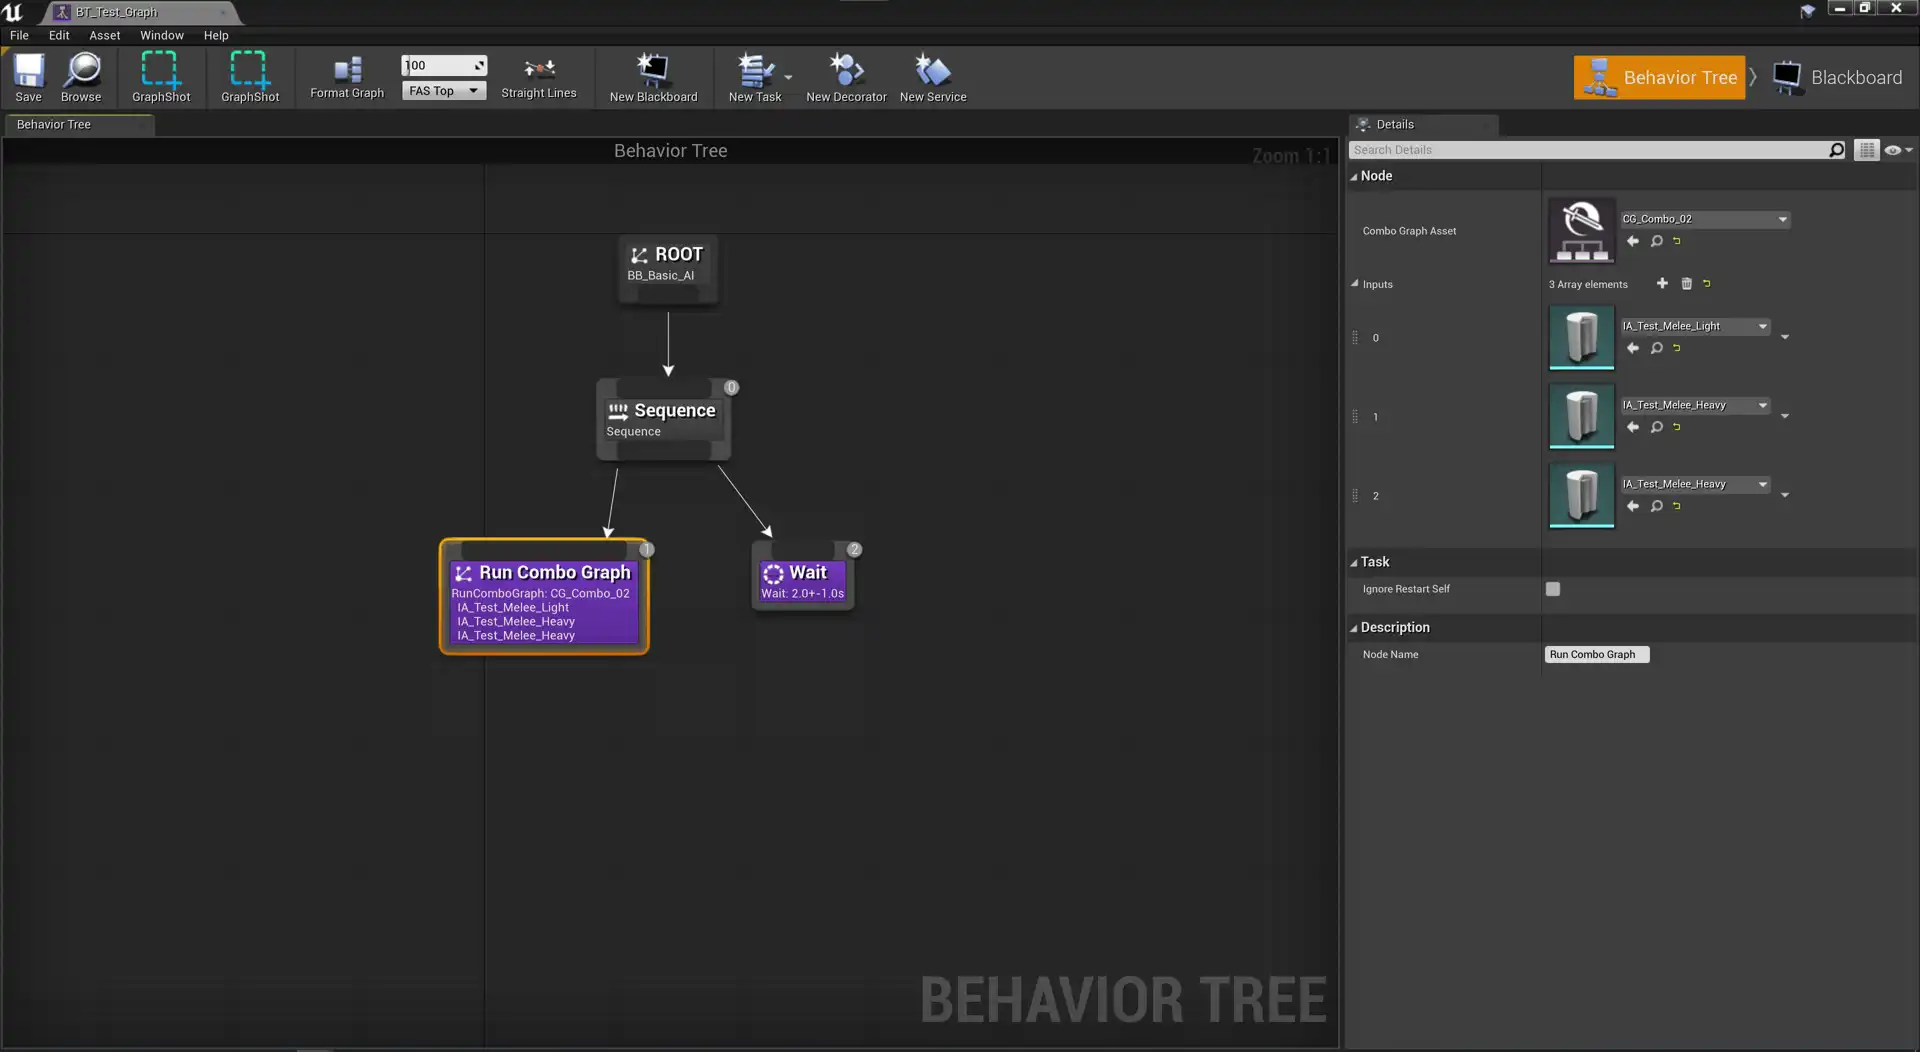 BT_Test_Graph
File Edit Asset Window Help
Save Browse GraphShot GraphShot Format Graph 100 FAS Top Straight Lines New Blackboard New Task New Decorator New Service Behavior Tree Blackboard
Behavior Tree
Behavior Tree
Zoom 1:1
ROOT
BB_Basic_AI
0
Sequence
Sequence
1
Run Combo Graph
RunComboGraph: CG_Combo_02
IA_Test_Melee_Light
IA_Test_Melee_Heavy
IA_Test_Melee_Heavy
2
Wait
Wait: 2.0+-1.0s
BEHAVIOR TREE
Details
Search Details
Node
Combo Graph Asset CG_Combo_02
Inputs 3 Array elements
0 IA_Test_Melee_Light
1 IA_Test_Melee_Heavy
2 IA_Test_Melee_Heavy
Task
Ignore Restart Self
Description
Node Name Run Combo Graph